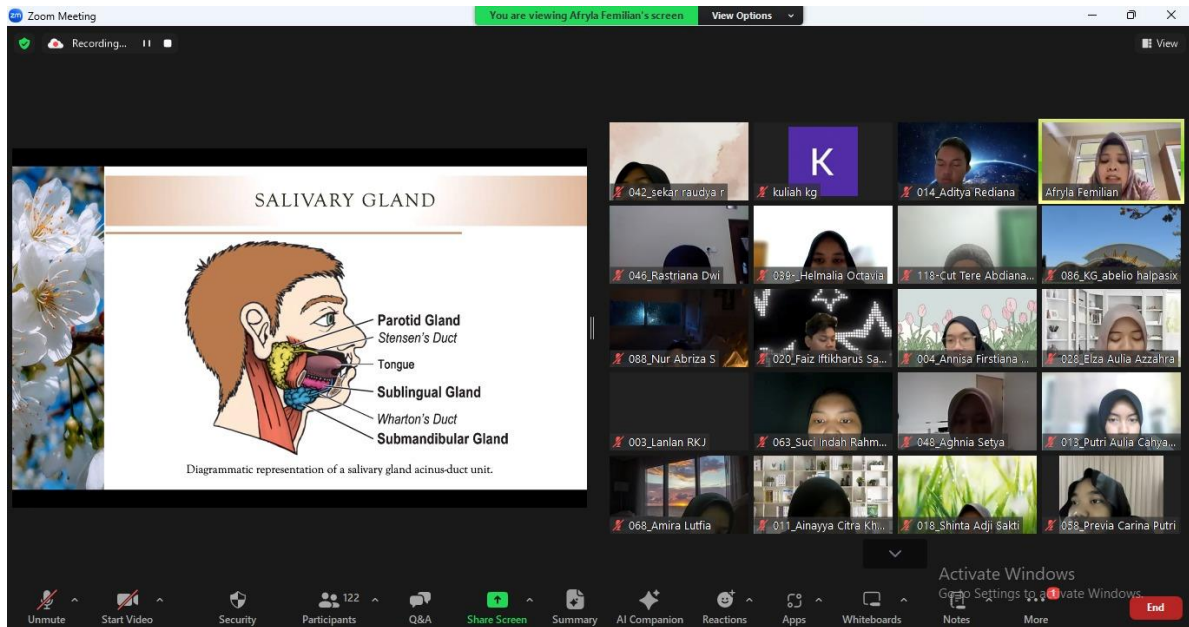 Zoom Meeting
You are viewing Afryla Femilian's screen
View Options
Recording...
View
SALIVARY GLAND
Parotid Gland
Stensen's Duct
Tongue
Sublingual Gland
Wharton's Duct
Submandibular Gland
Diagrammatic representation of a salivary gland acinus-duct unit.
042_sekar raudya r
K
kuliah kg
014_Aditya Rediana
Afryla Femilian
046_Rastriana Dwi
039-_Helmalia Octavia
118-Cut Tere Abdiana...
086_KG_abelio halpasix
088_Nur Abriza S
020_Faiz Iftikharus Sa...
004_Annisa Firstiana ...
028_Elza Aulia Azzahra
003_Lanlan RKJ
063_Suci Indah Rahm...
048_Aghnia Setya
013_Putri Aulia Cahya...
068_Amira Lutfia
011_Ainayya Citra Kh...
018_Shinta Adji Sakti
058_Previa Carina Putri
Activate Windows
Go to Settings to activate Windows.
Unmute
Start Video
Security
122
Participants
Q&A
Share Screen
Summary
AI Companion
Reactions
Apps
Whiteboards
Notes
1
More
End